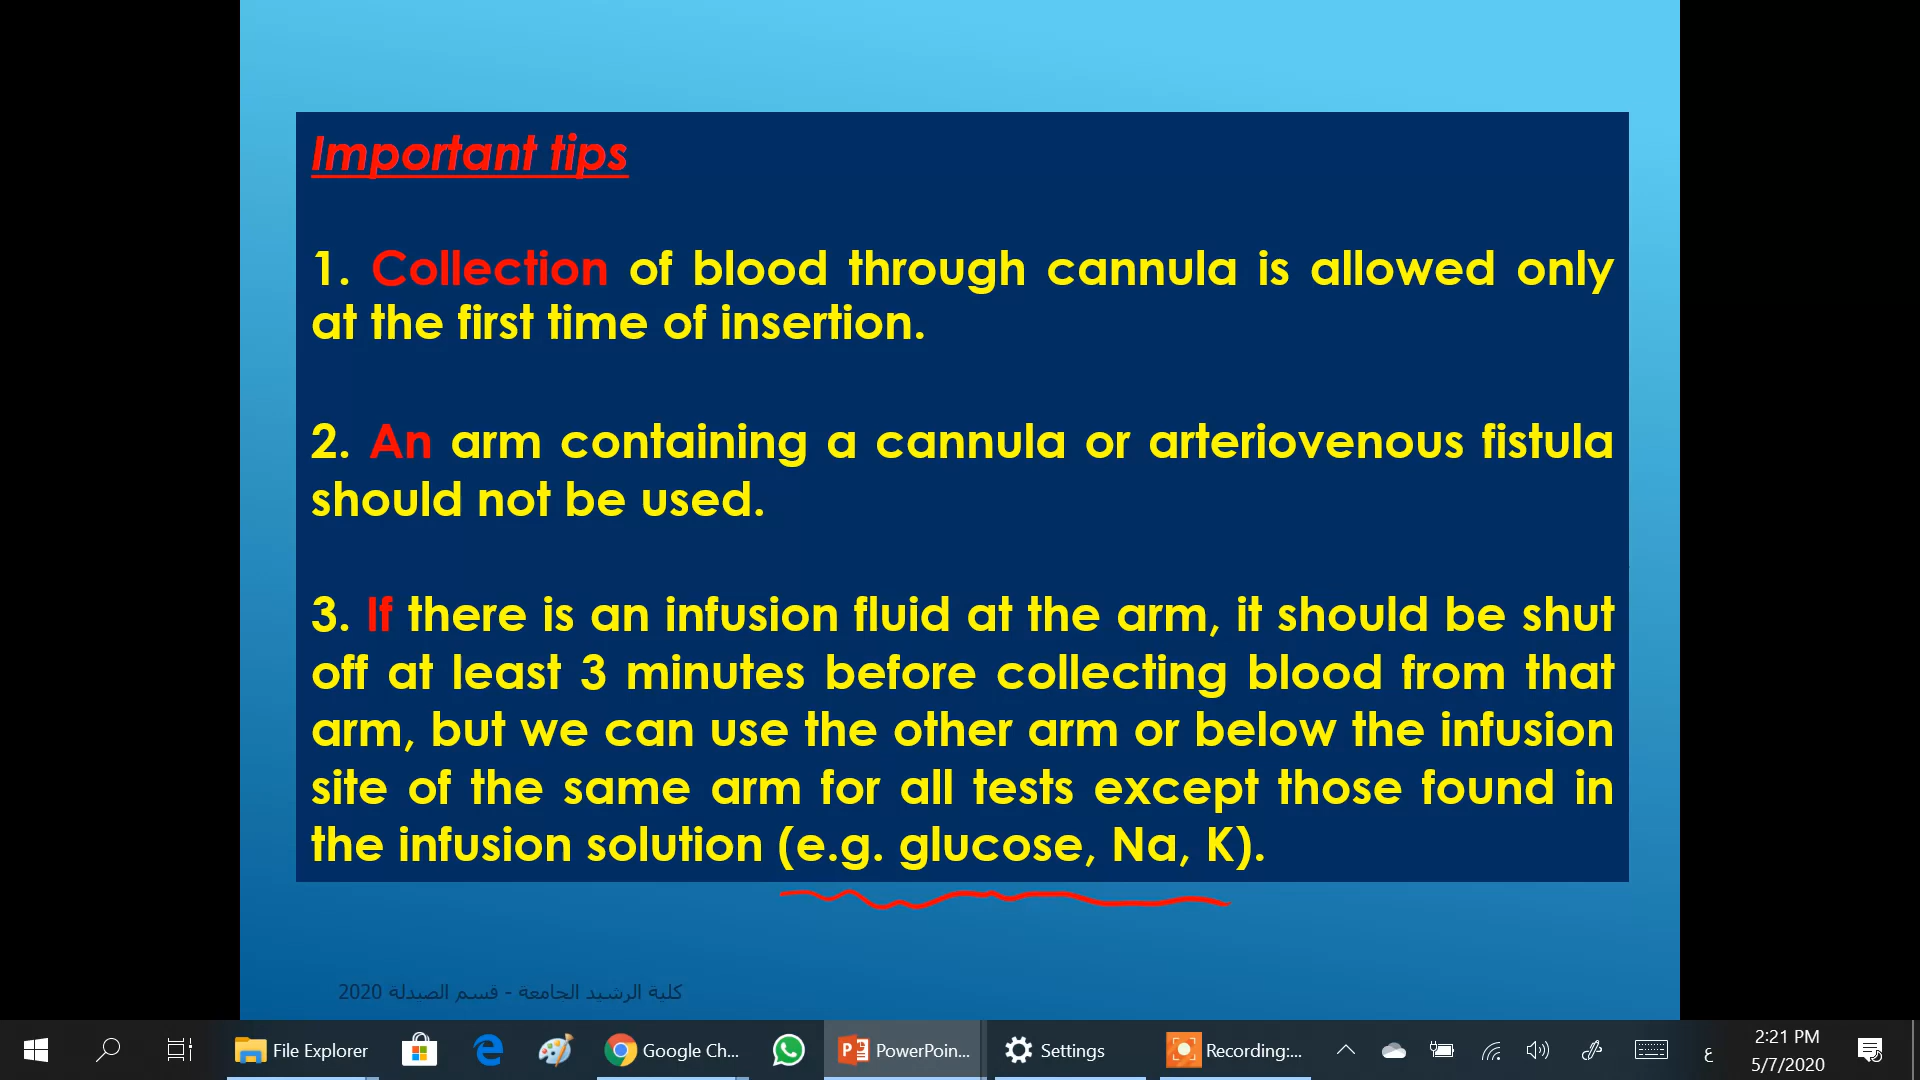 Important tips
1. Collection of blood through cannula is allowed only
at the first time of insertion.
2. An arm containing a cannula or arteriovenous fistula
should not be used.
3. If there is an infusion fluid at the arm, it should be shut
off at least 3 minutes before collecting blood from that
arm, but we can use the other arm or below the infusion
site of the same arm for all tests except those found in
the infusion solution (e.g. glucose, Na, K).
كلية الرشيد الجامعة - قسم الصيدلة 2020
File Explorer
Google Ch...
PowerPoin...
Settings
Recording:...
ع
2:21 PM
5/7/2020